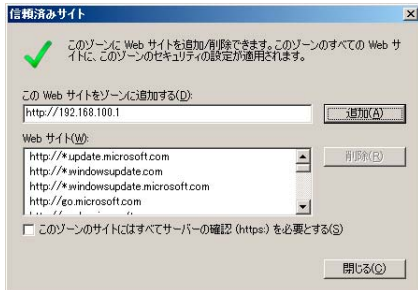 信頼済みサイト
このゾーンに Web サイトを追加/削除できます。このゾーンのすべての Web サ
イトに、このゾーンのセキュリティの設定が適用されます。
この Web サイトをゾーンに追加する(D):
http://192.168.100.1
追加(A)
Web サイト(W):
http://*.update.microsoft.com
削除(R)
http://*.windowsupdate.com
http://*.windowsupdate.microsoft.com
http://go.microsoft.com
このゾーンのサイトにはすべてサーバーの確認 (https:) を必要とする(S)
閉じる(C)